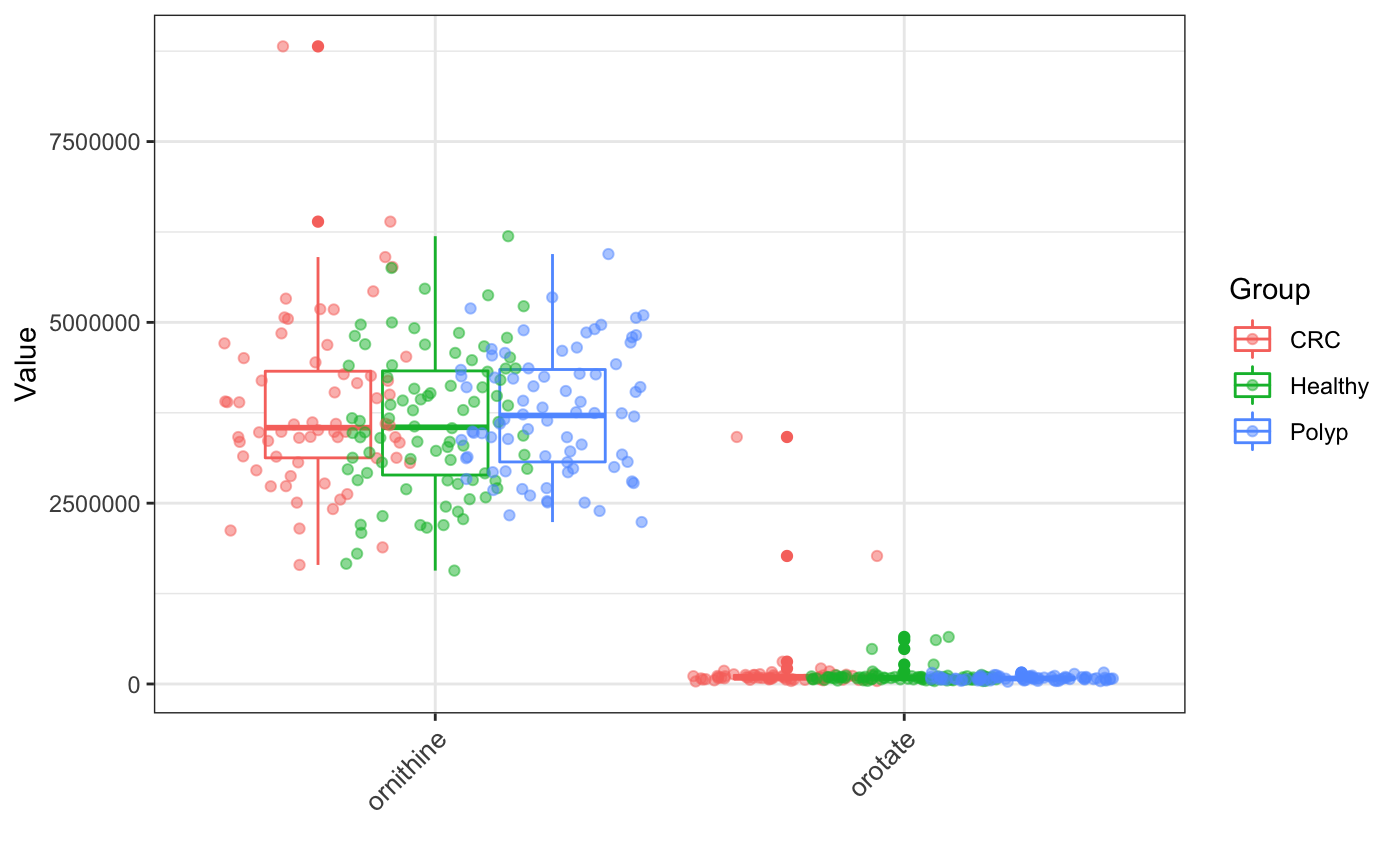 Value
7500000
5000000
2500000
0
ornithine
orotate
Group
CRC
Healthy
Polyp